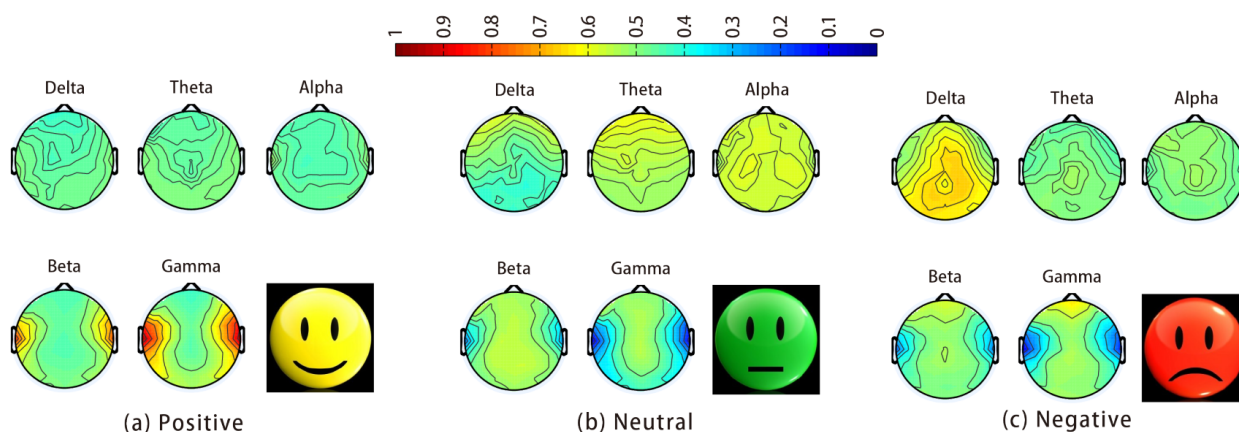 1 0.9 0.8 0.7 0.6 0.5 0.4 0.3 0.2 0.1 0
Delta Theta Alpha
Beta Gamma
(a) Positive
Delta Theta Alpha
Beta Gamma
(b) Neutral
Delta Theta Alpha
Beta Gamma
(c) Negative